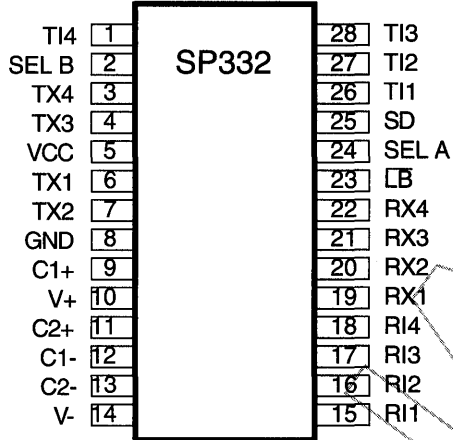 TI4 1 28 TI3
SEL B 2 SP332 27 TI2
TX4 3 26 TI1
TX3 4 25 SD
VCC 5 24 SEL A
TX1 6 23 L̅B̅
TX2 7 22 RX4
GND 8 21 RX3
C1+ 9 20 RX2
V+ 10 19 RX1
C2+ 11 18 RI4
C1- 12 17 RI3
C2- 13 16 RI2
V- 14 15 RI1